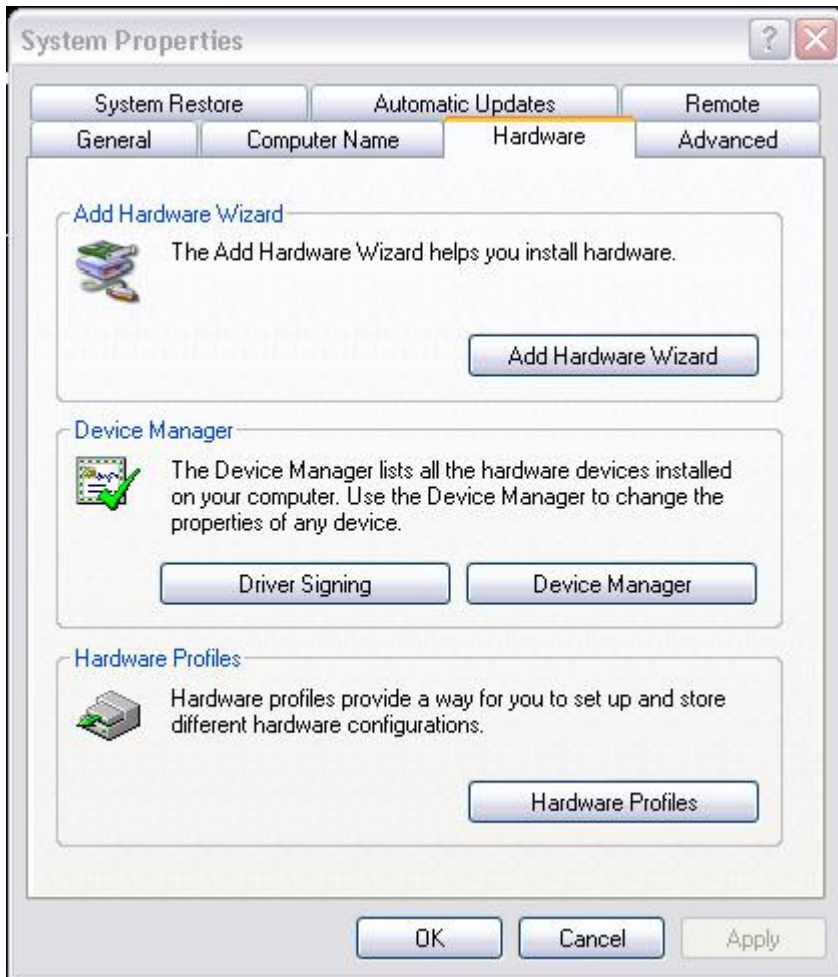 System Properties
System Restore
Automatic Updates
Remote
General
Computer Name
Hardware
Advanced
Add Hardware Wizard
The Add Hardware Wizard helps you install hardware.
Add Hardware Wizard
Device Manager
The Device Manager lists all the hardware devices installed
on your computer. Use the Device Manager to change the
properties of any device.
Driver Signing
Device Manager
Hardware Profiles
Hardware profiles provide a way for you to set up and store
different hardware configurations.
Hardware Profiles
OK
Cancel
Apply